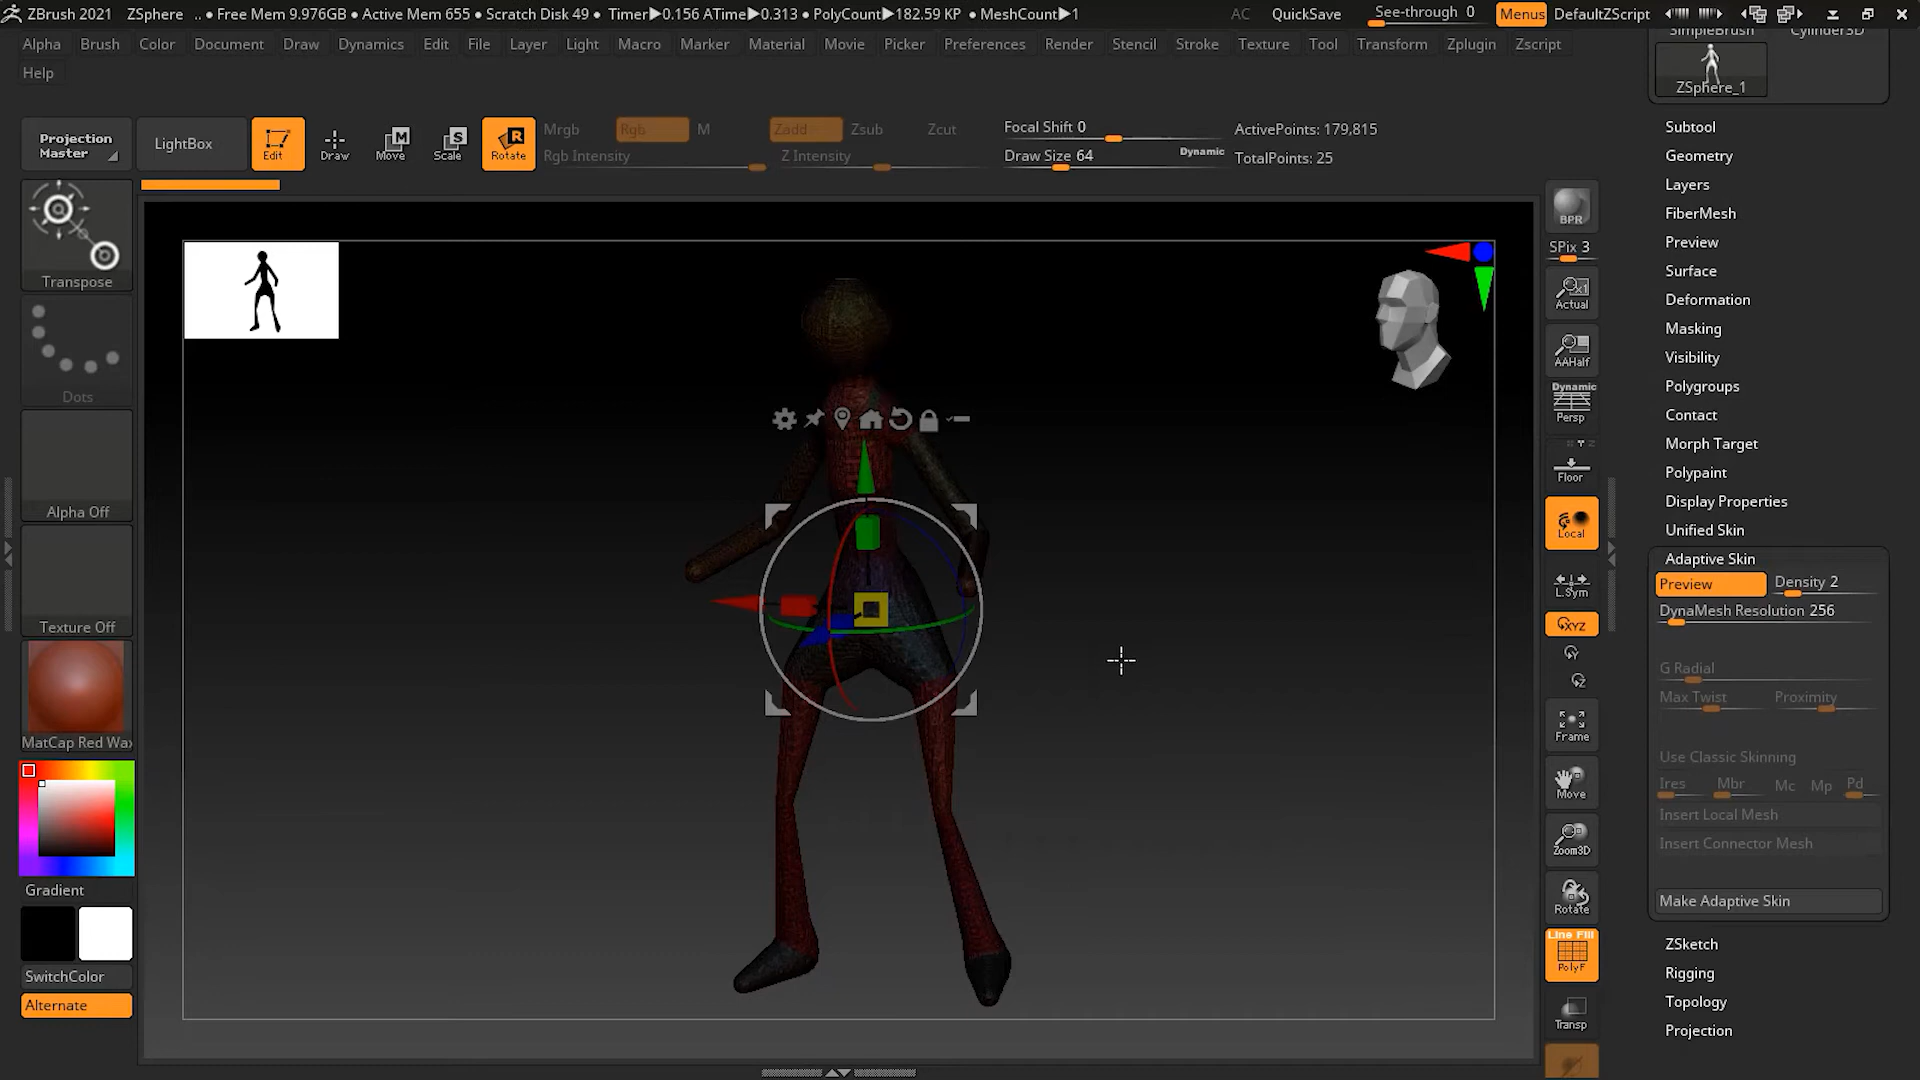 ZBrush 2021 ZSphere .. ● Free Mem 9.976GB ● Active Mem 655 ● Scratch Disk 49 ● Timer▶0.156 ATime▶0.313 ● PolyCount▶182.59 KP ● MeshCount▶1 AC QuickSave See-through 0 Menus DefaultZScript
Alpha Brush Color Document Draw Dynamics Edit File Layer Light Macro Marker Material Movie Picker Preferences Render Stencil Stroke Texture Tool Transform Zplugin Zscript
Help
SimpleBrush Cylinder3D
ZSphere_1
Projection
Master
LightBox
Edit
Draw
M
Move
S
Scale
R
Rotate
Mrgb Rgb M
Rgb Intensity
Zadd Zsub Zcut
Z Intensity
Focal Shift 0
Draw Size 64
Dynamic
ActivePoints: 179,815
TotalPoints: 25
Transpose
Dots
Alpha Off
Texture Off
MatCap Red Wax
Gradient
SwitchColor
Alternate
BPR
SPix 3
Actual
AAHalf
Dynamic
Persp
Floor
Local
L.Sym
XYZ
Y
Z
Frame
Move
Zoom3D
Rotate
Line Fill
PolyF
Transp
Subtool
Geometry
Layers
FiberMesh
Preview
Surface
Deformation
Masking
Visibility
Polygroups
Contact
Morph Target
Polypaint
Display Properties
Unified Skin
Adaptive Skin
Preview Density 2
DynaMesh Resolution 256
G Radial
Max Twist Proximity
Use Classic Skinning
Ires Mbr Mc Mp Pd
Insert Local Mesh
Insert Connector Mesh
Make Adaptive Skin
ZSketch
Rigging
Topology
Projection